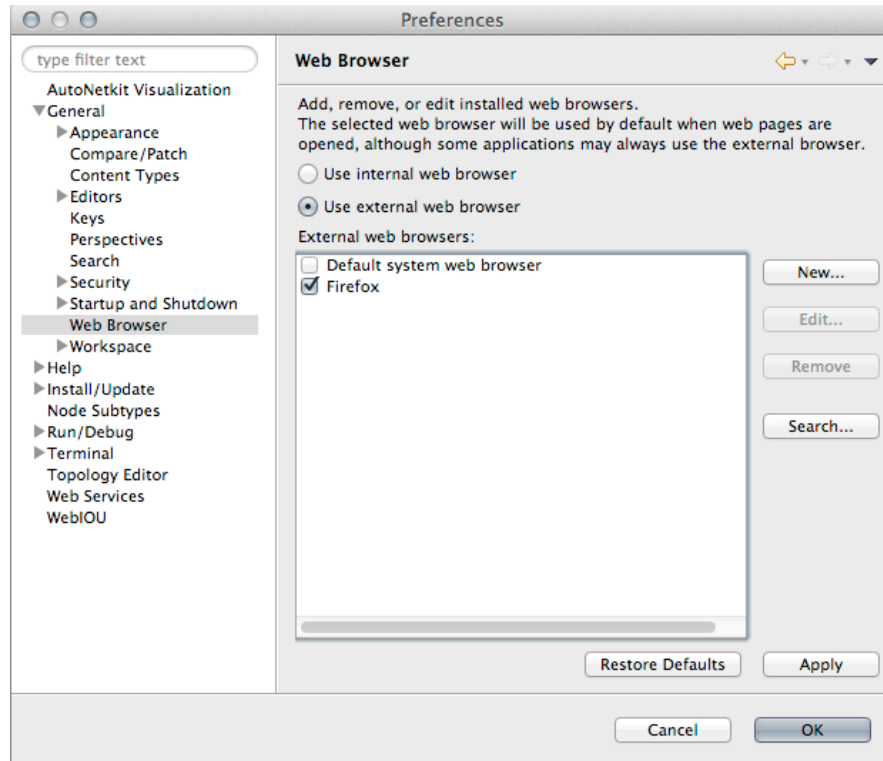 Preferences
type filter text
AutoNetkit Visualization
General
Appearance
Compare/Patch
Content Types
Editors
Keys
Perspectives
Search
Security
Startup and Shutdown
Web Browser
Workspace
Help
Install/Update
Node Subtypes
Run/Debug
Terminal
Topology Editor
Web Services
WebIOU
Web Browser
Add, remove, or edit installed web browsers.
The selected web browser will be used by default when web pages are
opened, although some applications may always use the external browser.
Use internal web browser
Use external web browser
External web browsers:
Default system web browser
Firefox
New...
Edit...
Remove
Search...
Restore Defaults
Apply
Cancel
OK